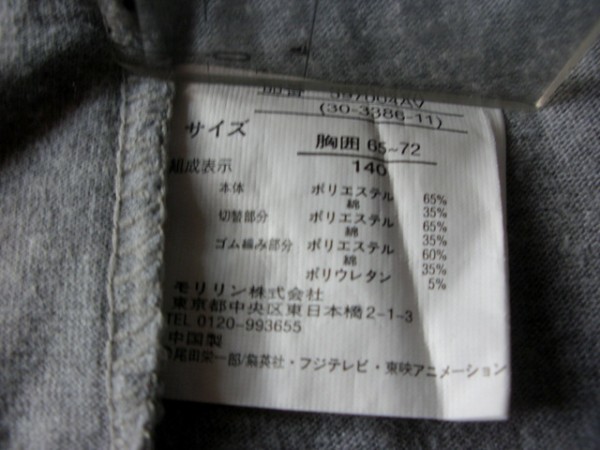 (30-3386-11)
サイズ 胸囲 65~72
140
組成表示
本体 ポリエステル 65%
綿 35%
切替部分 ポリエステル 65%
綿 35%
ゴム編み部分 ポリエステル 60%
綿 35%
ポリウレタン 5%
モリリン株式会社
東京都中央区東日本橋2-1-3
TEL 0120-993655
中国製
尾田栄一郎/集英社・フジテレビ・東映アニメーション